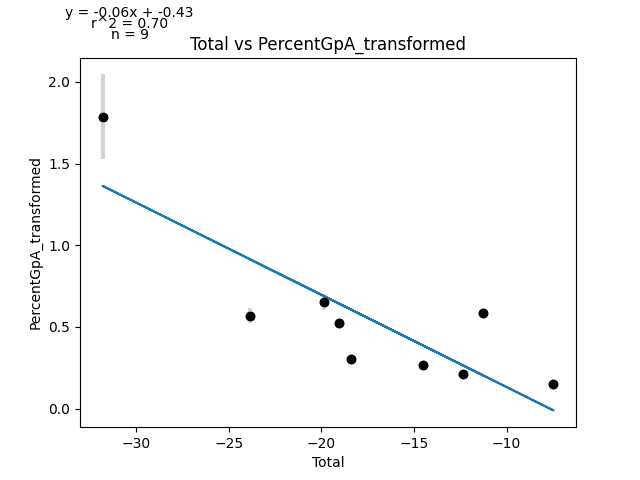 y = -0.06x + -0.43
r^2 = 0.70
n = 9
Total vs PercentGpA_transformed
2.0
1.5
1.0
0.5
0.0
PercentGpA_transformed
−30 −25 −20 −15 −10
Total